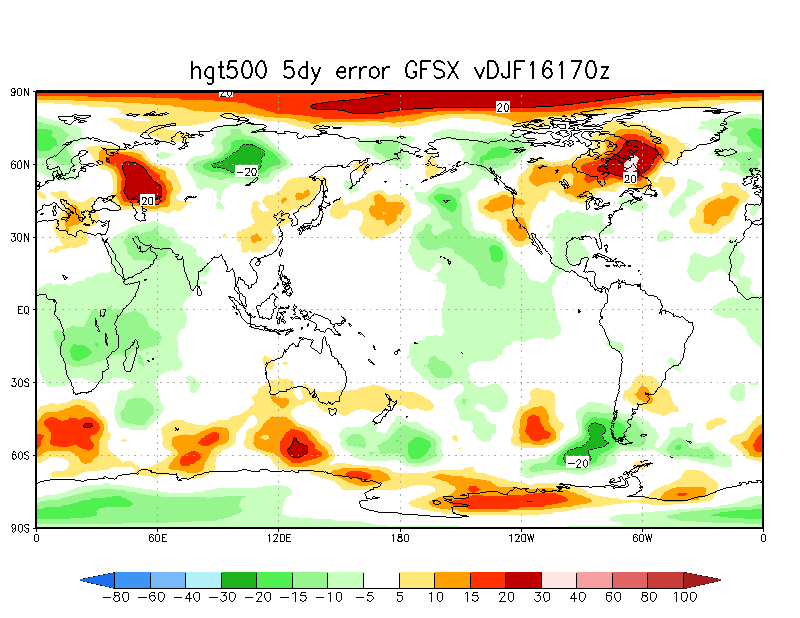 hgt500 5dy error GFSX vDJF16170z
90N
20
20
60N
-20
20
20
30N
EQ
30S
60S
-20
90S
0 60E 120E 180 120W 60W 0
-80 -60 -40 -30 -20 -15 -10 -5 5 10 15 20 30 40 60 80 100